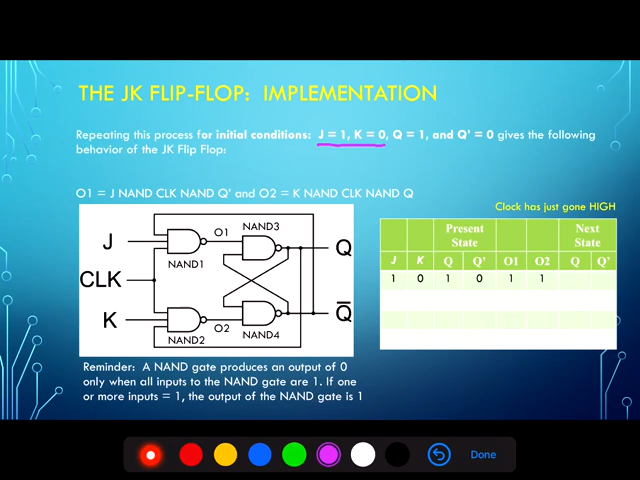 THE JK FLIP-FLOP: IMPLEMENTATION
Repeating this process for initial conditions: J = 1, K = 0, Q = 1, and Q' = 0 gives the following
behavior of the JK Flip Flop:
O1 = J NAND CLK NAND Q' and O2 = K NAND CLK NAND Q
Clock has just gone HIGH
J
CLK
K
O1
O2
NAND1
NAND2
NAND3
NAND4
Q
Q̅
Present State Next State
J K Q Q' O1 O2 Q Q'
1 0 1 0 1 1
Reminder: A NAND gate produces an output of 0
only when all inputs to the NAND gate are 1. If one
or more inputs = 1, the output of the NAND gate is 1
Done